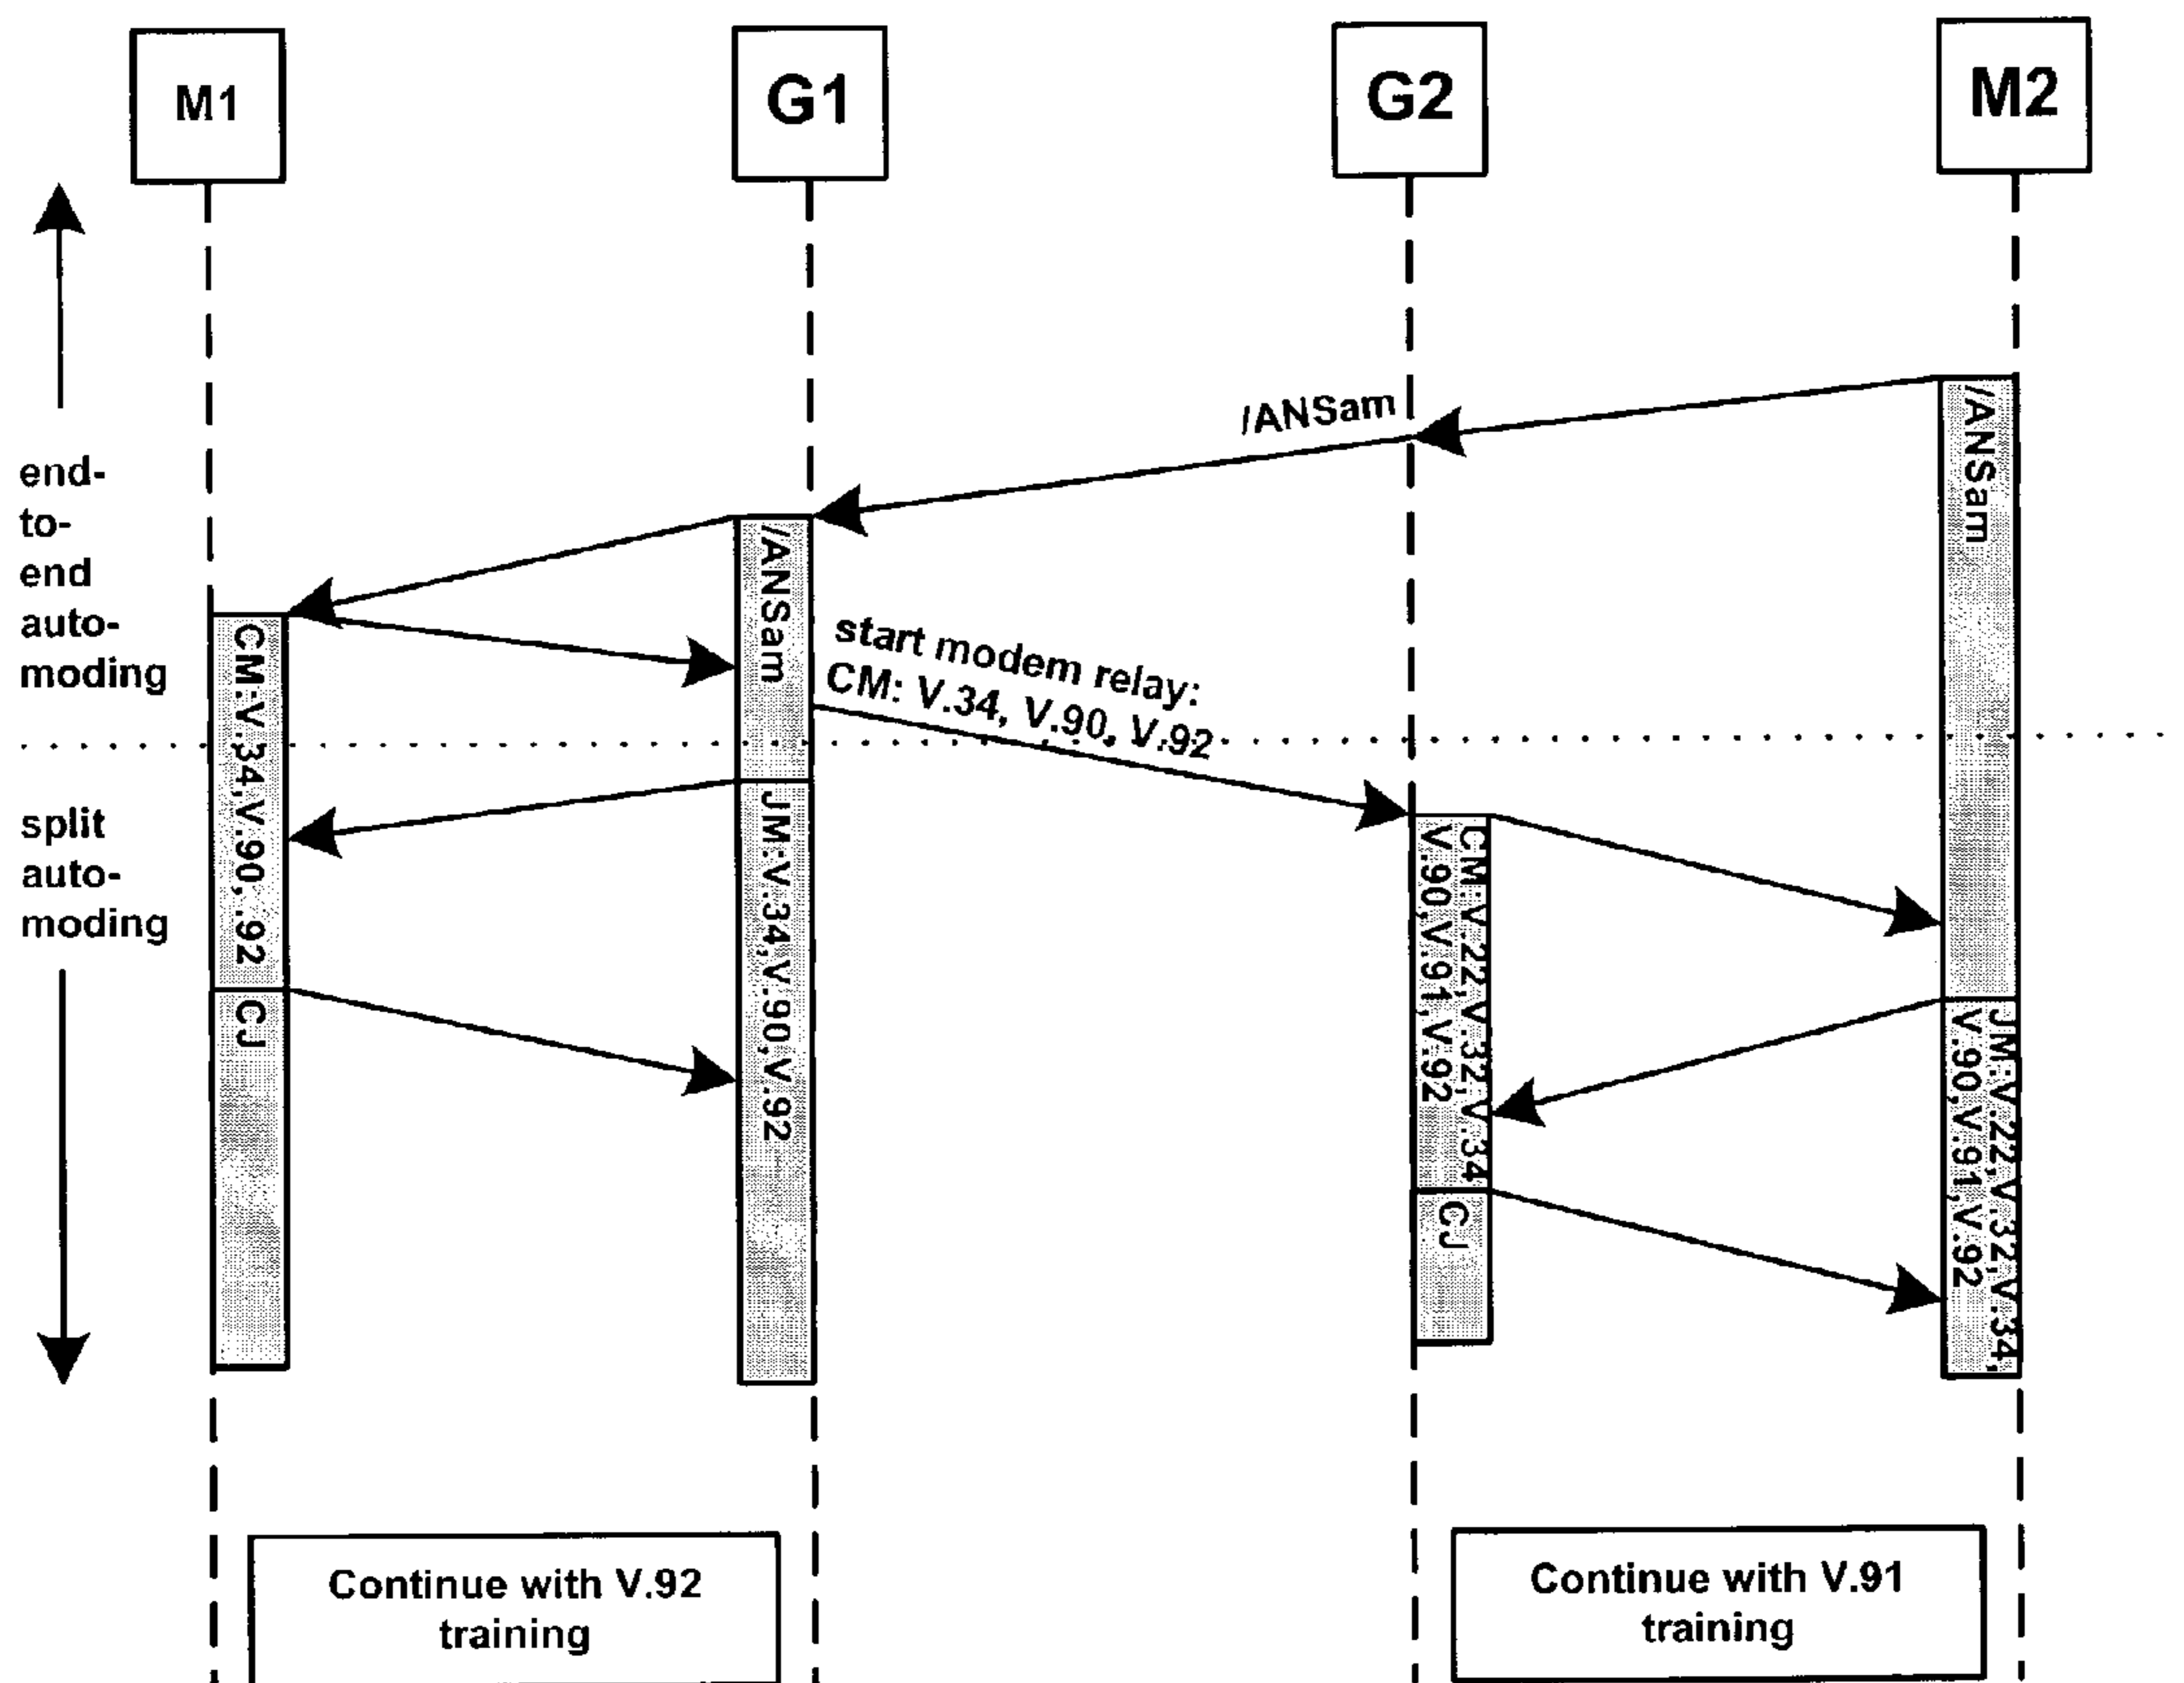 M1
G1
G2
M2
/ANSam
/ANSam
end-
to-
end
auto-
moding
/ANSam
start modem relay:
CM: V.34, V.90, V.92
CM:V.34,V.90,.92
split
auto-
moding
JM:V.34,V.90,V.92
CM:V.22,V.32,V.34
V.90,V.91,V.92
CJ
JM:V.22,V.32,V.34,
V.90,V.91,V.92
CJ
Continue with V.92
training
Continue with V.91
training